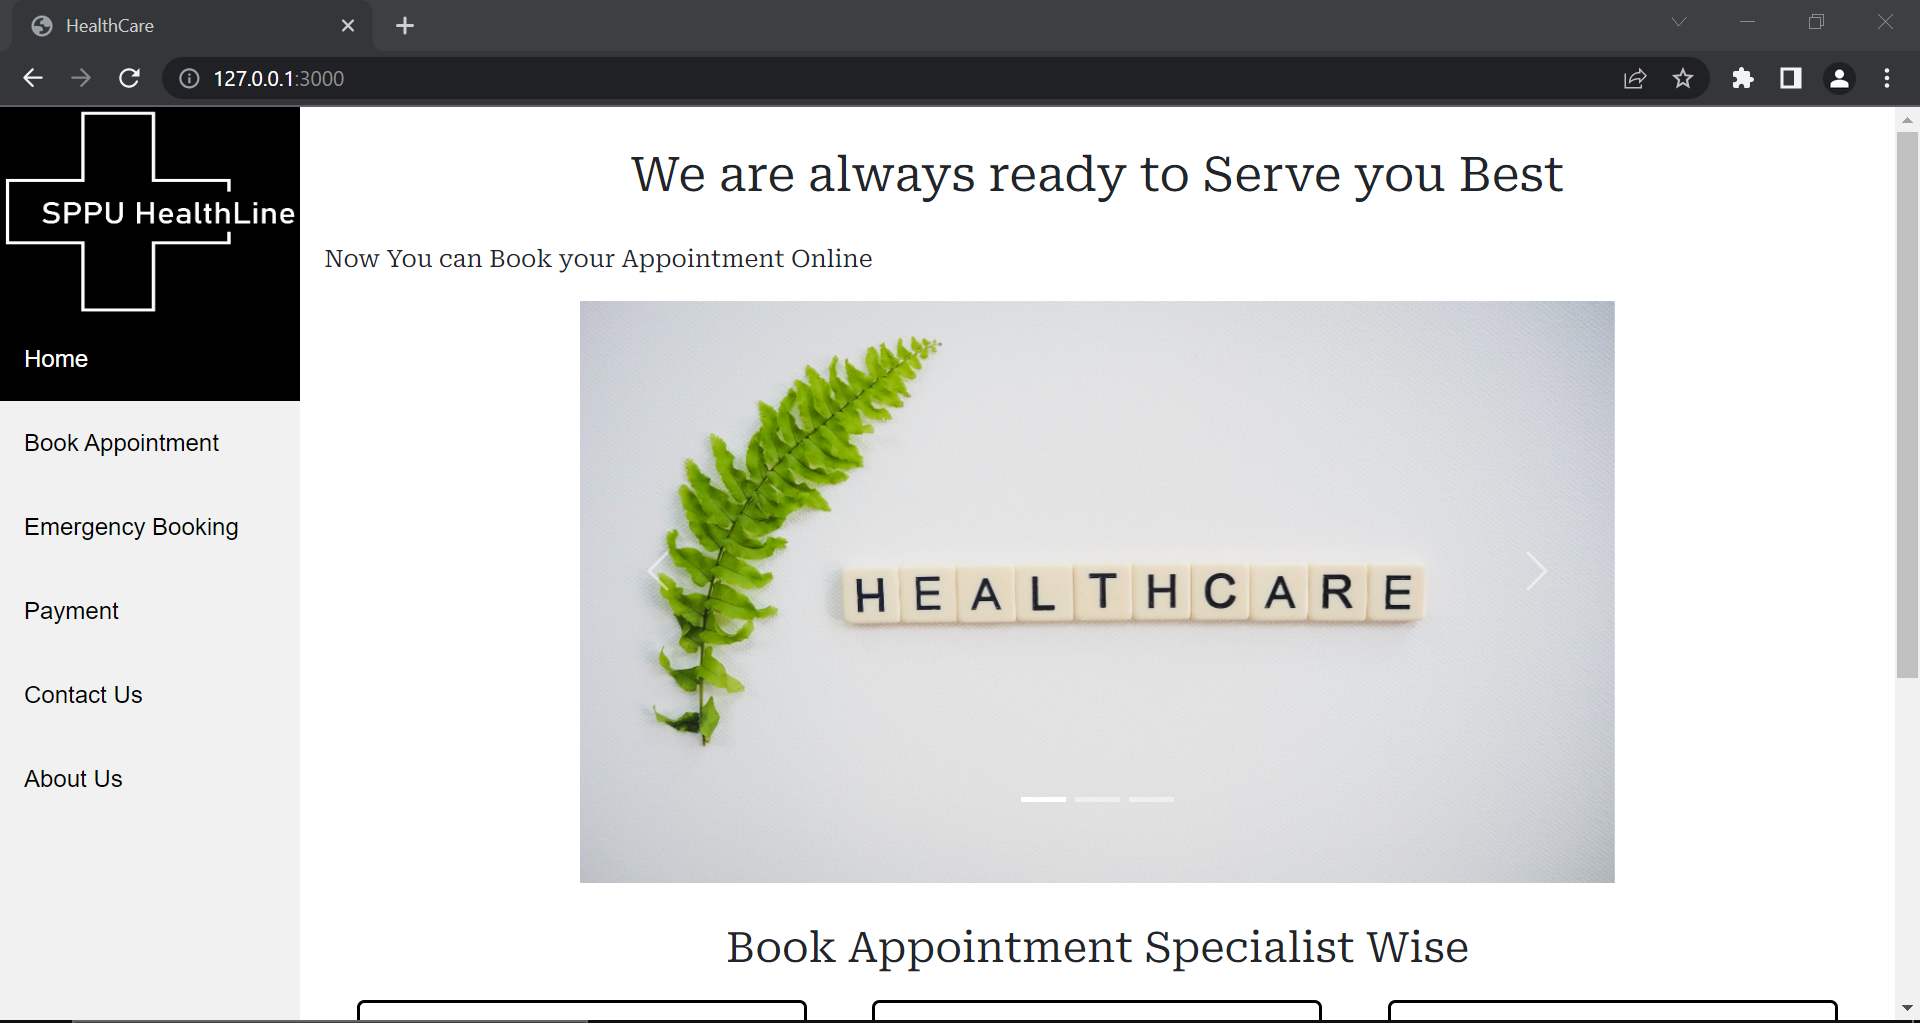 HealthCare
127.0.0.1:3000
SPPU HealthLine
Home
Book Appointment
Emergency Booking
Payment
Contact Us
About Us
We are always ready to Serve you Best
Now You can Book your Appointment Online
HEALTHCARE
Book Appointment Specialist Wise